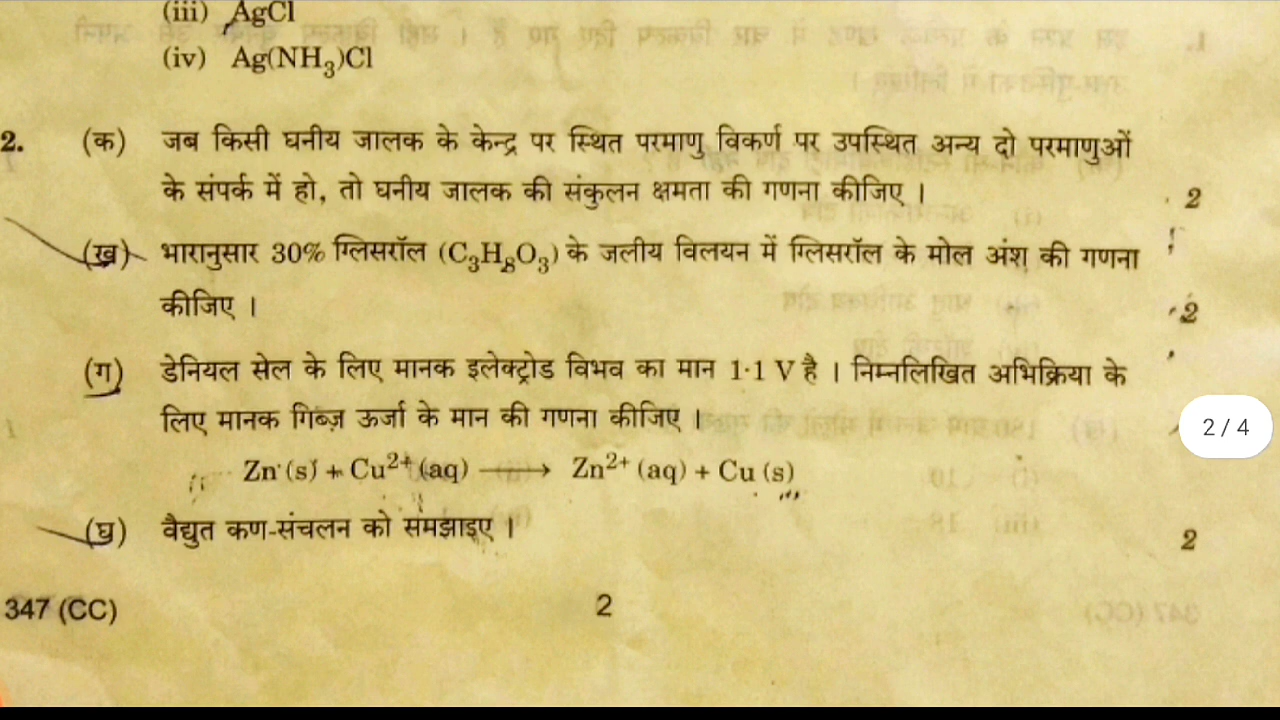 (iii) AgCl
(iv) Ag(NH₃)Cl
2. (क) जब किसी घनीय जालक के केन्द्र पर स्थित परमाणु विकर्ण पर उपस्थित अन्य दो परमाणुओं
के संपर्क में हो, तो घनीय जालक की संकुलन क्षमता की गणना कीजिए । 2
(ख) भारानुसार 30% ग्लिसरॉल (C₃H₈O₃) के जलीय विलयन में ग्लिसरॉल के मोल अंश की गणना
कीजिए । 2
(ग) डेनियल सेल के लिए मानक इलेक्ट्रोड विभव का मान 1·1 V है । निम्नलिखित अभिक्रिया के
लिए मानक गिब्ज़ ऊर्जा के मान की गणना कीजिए ।
2 / 4
Zn (s) + Cu²⁺ (aq) ⟶ Zn²⁺ (aq) + Cu (s)
(घ) वैद्युत कण-संचलन को समझाइए । 2
347 (CC) 2